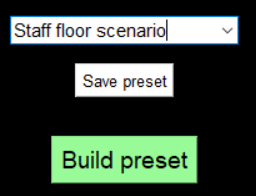 Staff floor scenario
Save preset
Build preset